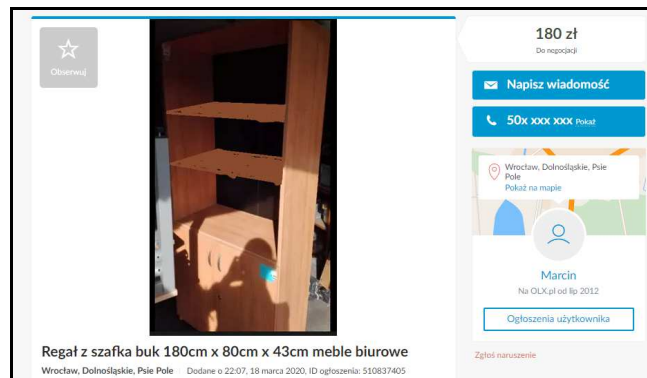 Obserwuj
180 zł
Do negocjacji
Napisz wiadomość
50x xxx xxx Pokaż
Wrocław, Dolnośląskie, Psie
Pole
Pokaż na mapie
Marcin
Na OLX.pl od lip 2012
Ogłoszenia użytkownika
Zgłoś naruszenie
Regał z szafka buk 180cm x 80cm x 43cm meble biurowe
Wrocław, Dolnośląskie, Psie Pole Dodane o 22:07, 18 marca 2020, ID ogłoszenia: 510837405